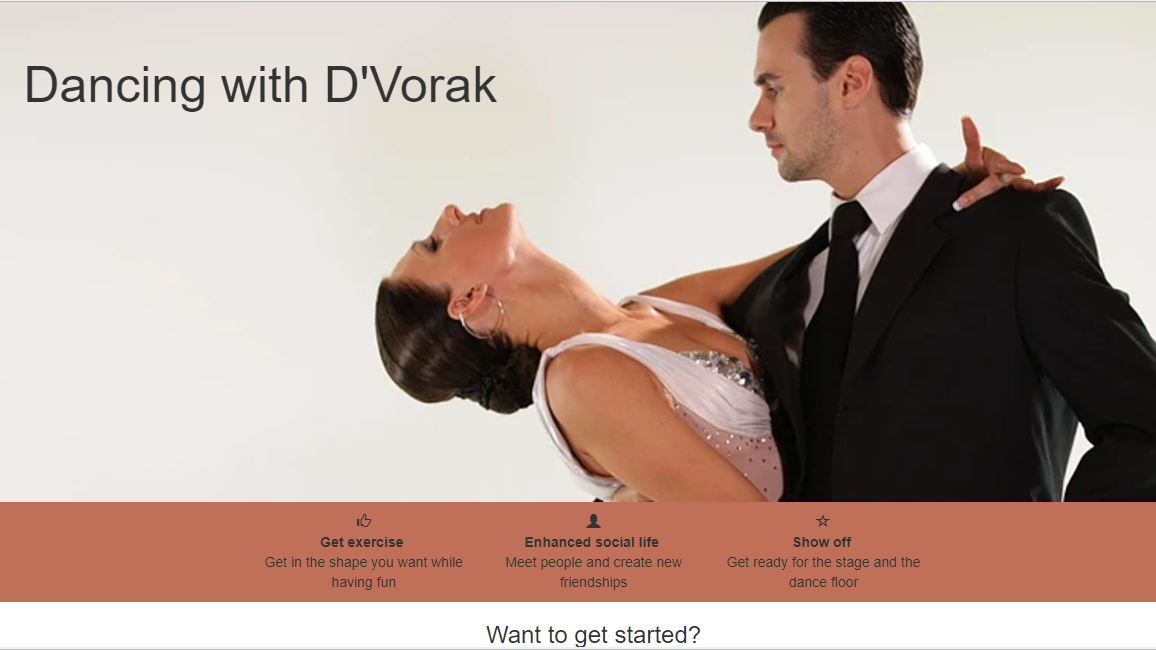 Dancing with D'Vorak
Get exercise
Get in the shape you want while
having fun
Enhanced social life
Meet people and create new
friendships
Show off
Get ready for the stage and the
dance floor
Want to get started?